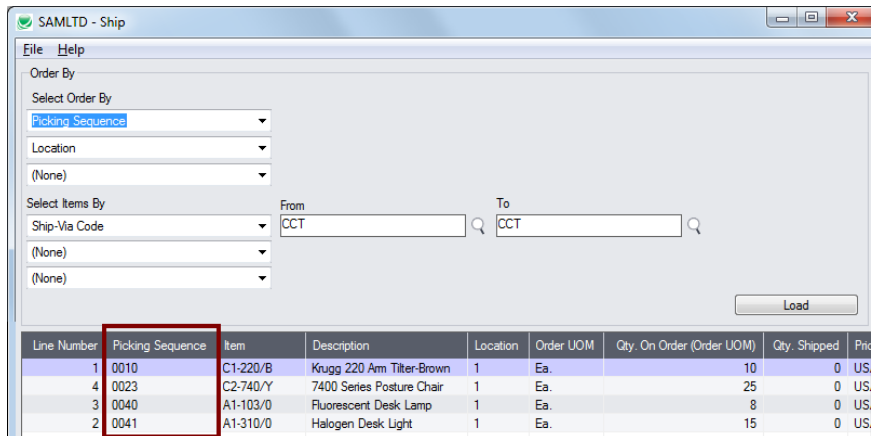 SAMLTD - Ship
File Help
Order By
Select Order By
Picking Sequence
Location
(None)
Select Items By From To
Ship-Via Code CCT CCT
(None)
(None)
Load
Line Number Picking Sequence Item Description Location Order UOM Qty. On Order (Order UOM) Qty. Shipped Pric
1 0010 C1-220/B Krugg 220 Arm Tilter-Brown 1 Ea. 10 0 US.
4 0023 C2-740/Y 7400 Series Posture Chair 1 Ea. 25 0 US.
3 0040 A1-103/0 Fluorescent Desk Lamp 1 Ea. 8 0 US.
2 0041 A1-310/0 Halogen Desk Light 1 Ea. 15 0 US.